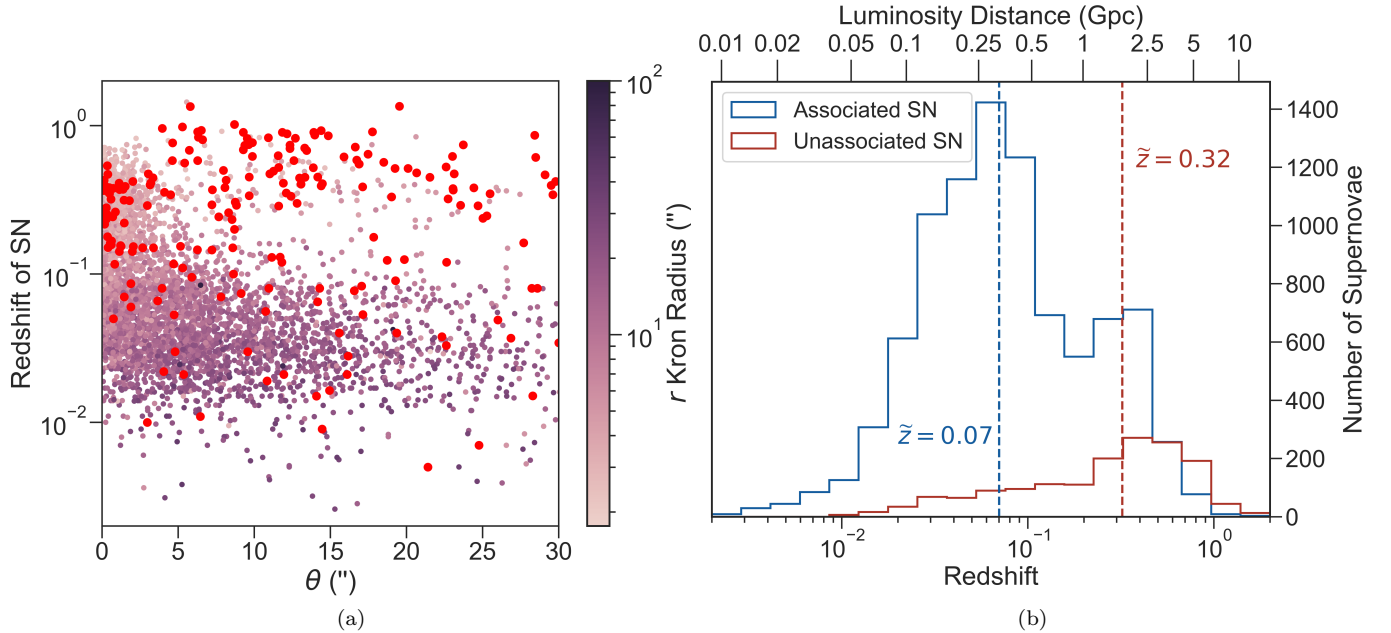 Luminosity Distance (Gpc)
0.01 0.02 0.05 0.1 0.25 0.5 1 2.5 5 10
10^0
10^-1
10^-2
Redshift of SN
0 5 10 15 20 25 30
θ (")
10^2
10^1
r Kron Radius (")
(a)
Associated SN
Unassociated SN
z̃ = 0.32
z̃ = 0.07
1400
1200
1000
800
600
400
200
0
Number of Supernovae
10^-2 10^-1 10^0
Redshift
(b)